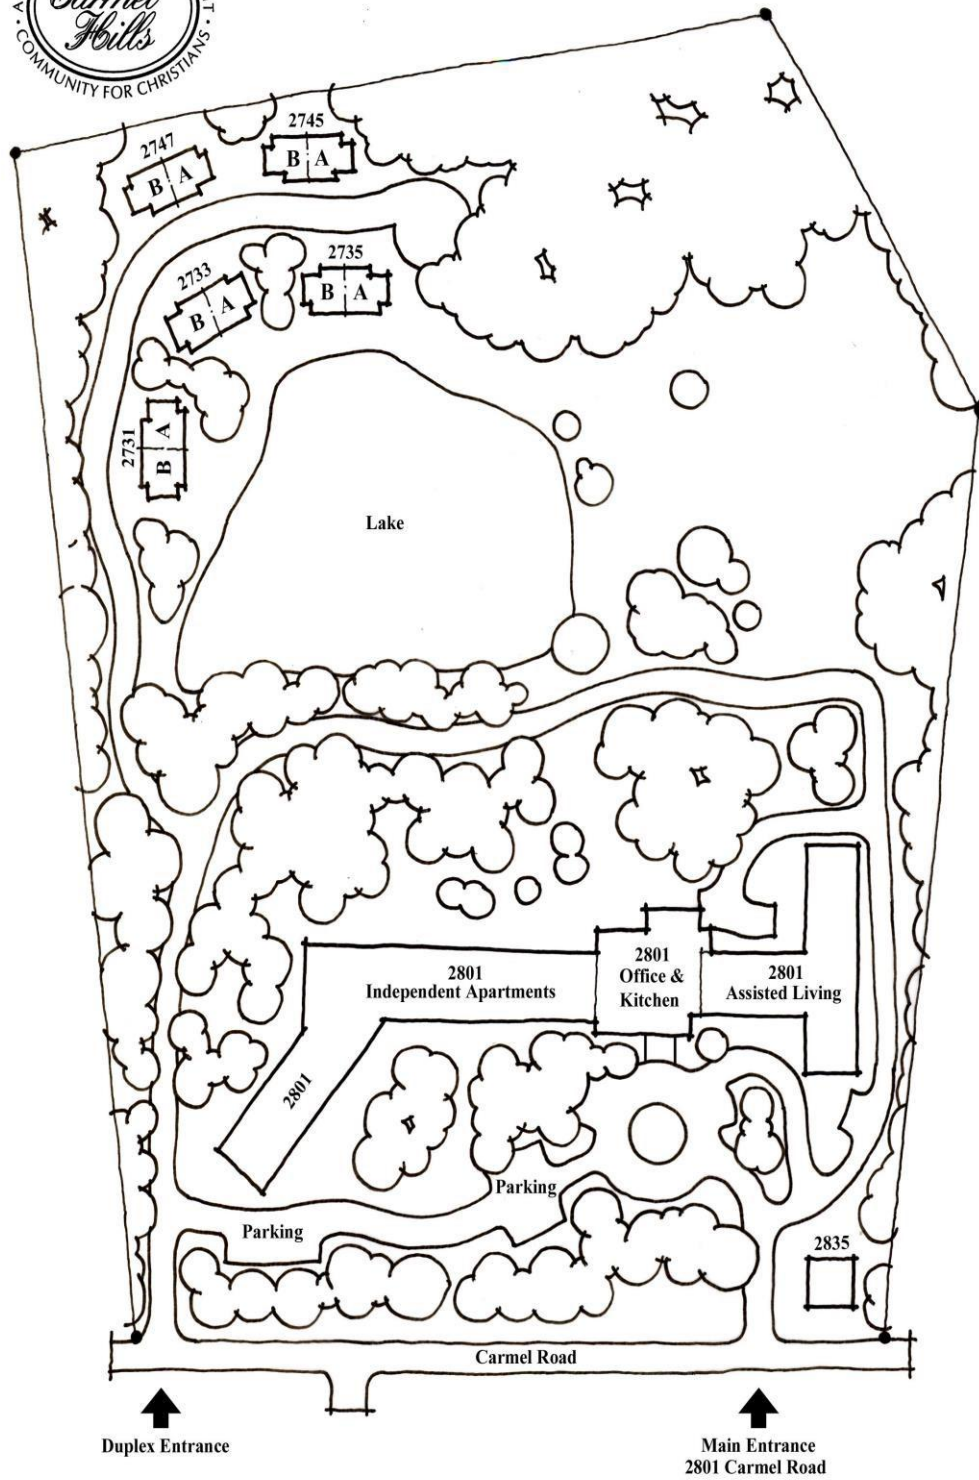 Carmel
Hills
COMMUNITY FOR CHRISTIANS
2747
B A
2745
B A
2733
B A
2735
B A
2731
B A
Lake
2801
Independent Apartments
2801
Office &
Kitchen
2801
Assisted Living
2801
Parking
Parking
2835
Carmel Road
Duplex Entrance
Main Entrance
2801 Carmel Road